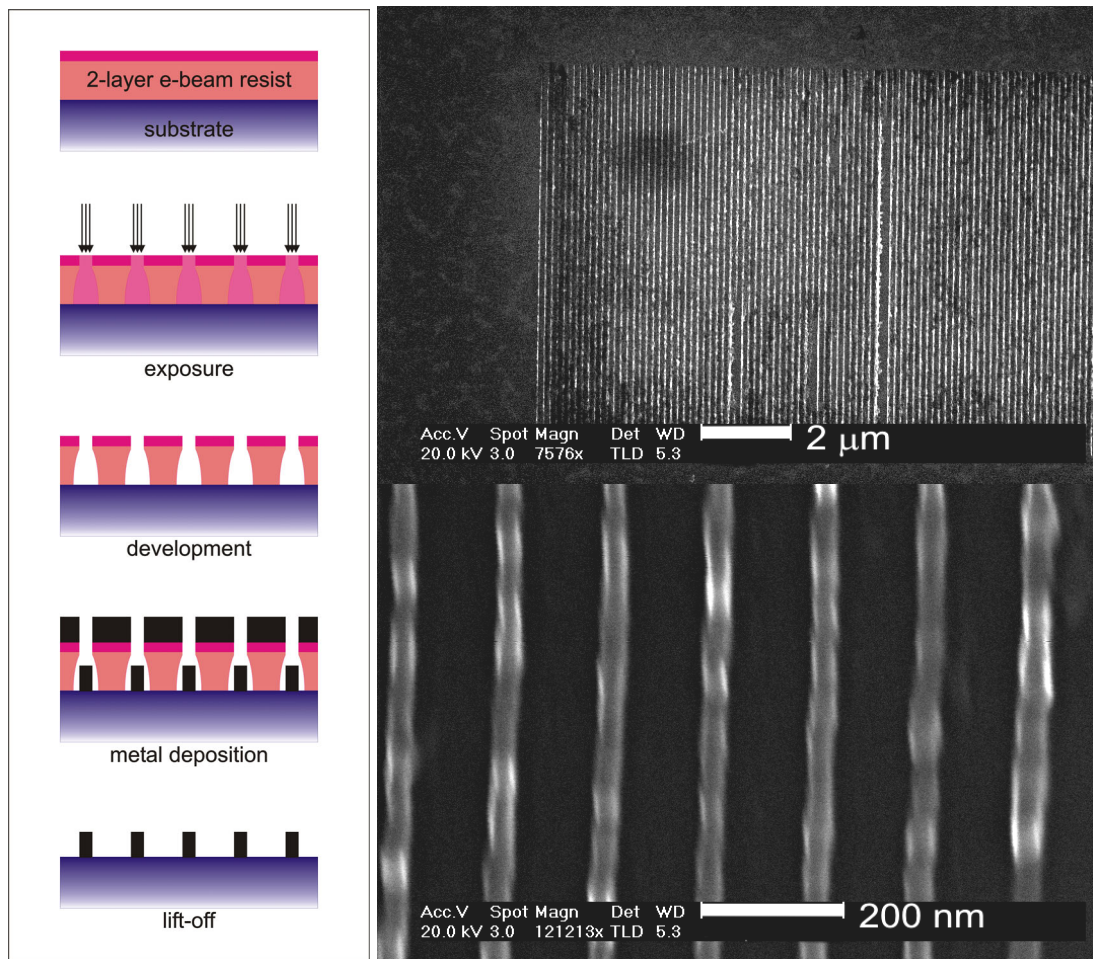 2-layer e-beam resist
substrate
exposure
development
metal deposition
lift-off
Acc.V Spot Magn Det WD
20.0 kV 3.0 7576x TLD 5.3
2 μm
Acc.V Spot Magn Det WD
20.0 kV 3.0 121213x TLD 5.3
200 nm